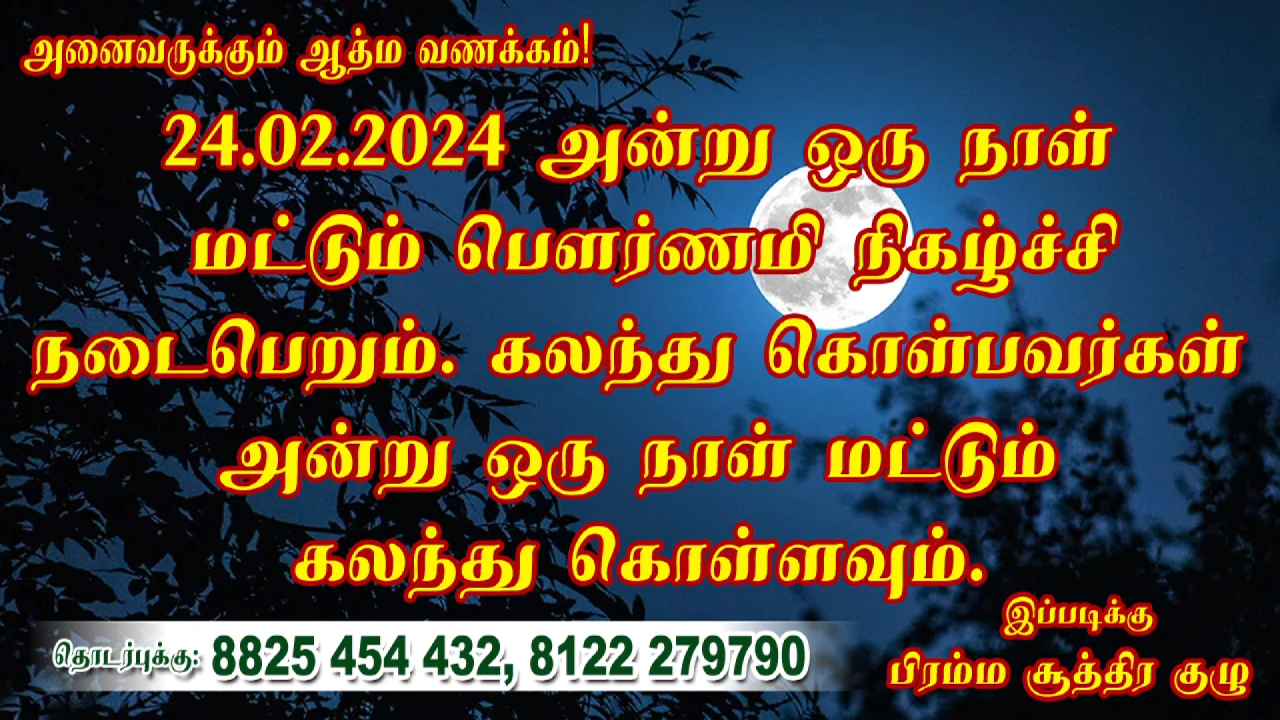 அனைவருக்கும் ஆத்ம வணக்கம்!
24.02.2024 அன்று ஒரு நாள்
மட்டும் பௌர்ணமி நிகழ்ச்சி
நடைபெறும். கலந்து கொள்பவர்கள்
அன்று ஒரு நாள் மட்டும்
கலந்து கொள்ளவும்.
இப்படிக்கு
பிரம்ம சூத்திர குழு
தொடர்புக்கு: 8825 454 432, 8122 279790